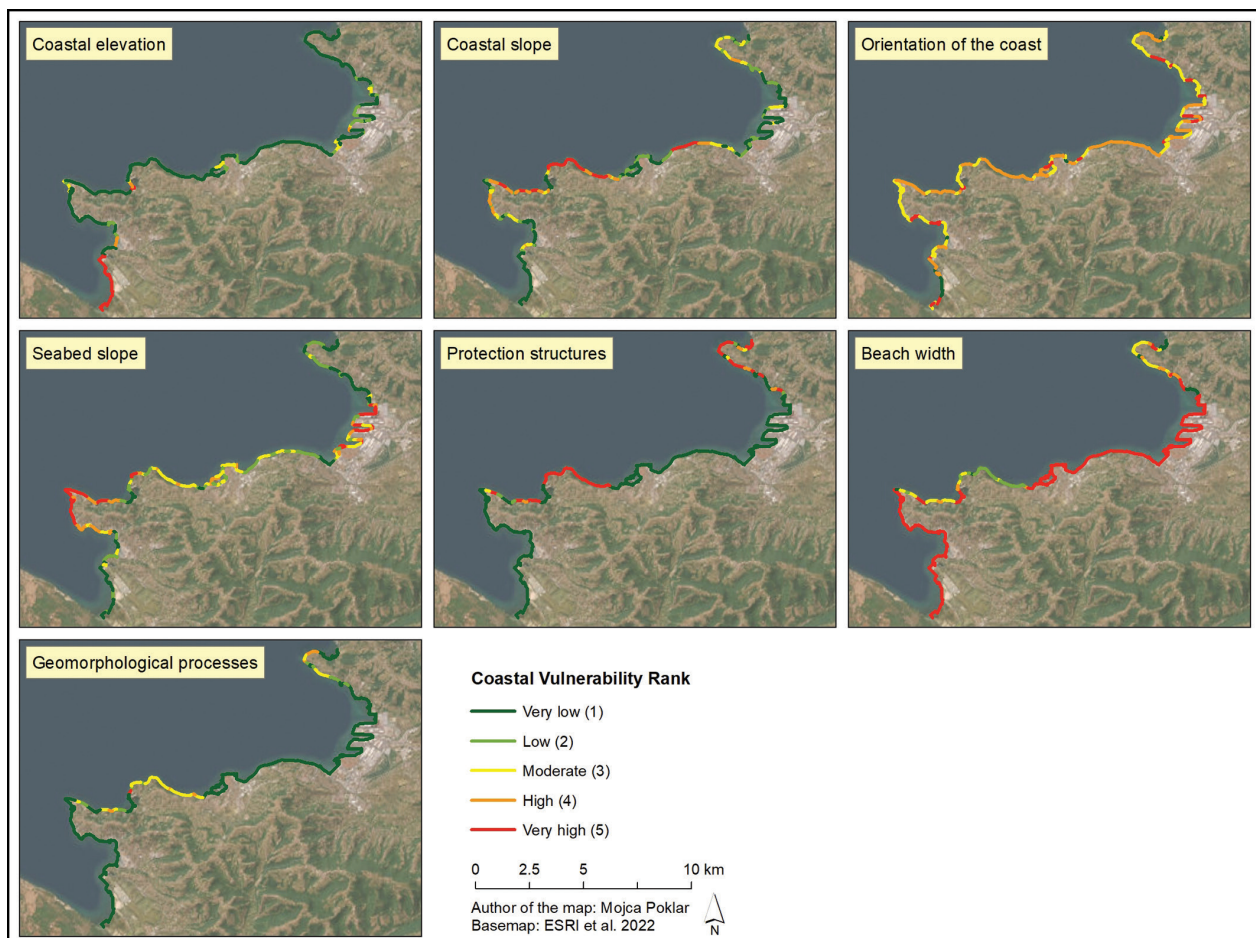 Coastal elevation
Coastal slope
Orientation of the coast
Seabed slope
Protection structures
Beach width
Geomorphological processes
Coastal Vulnerability Rank
Very low (1)
Low (2)
Moderate (3)
High (4)
Very high (5)
0 2.5 5 10 km
Author of the map: Mojca Poklar
Basemap: ESRI et al. 2022
N